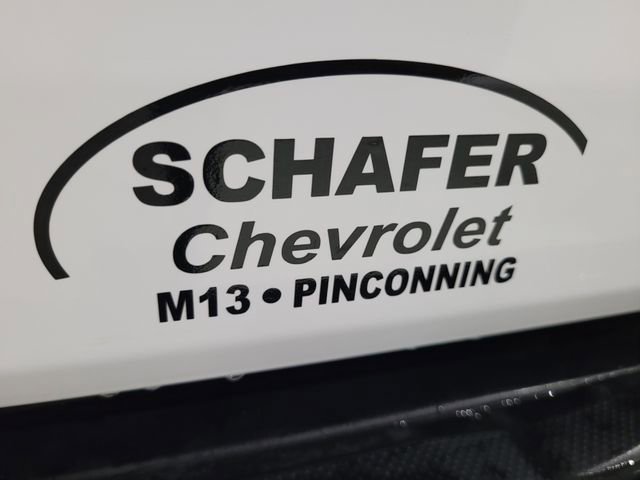 SCHAFER
Chevrolet
M13 • PINCONNING